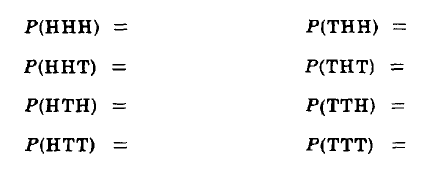 P(HHH) = P(THH) =
P(HHT) = P(THT) =
P(HTH) = P(TTH) =
P(HTT) = P(TTT) =